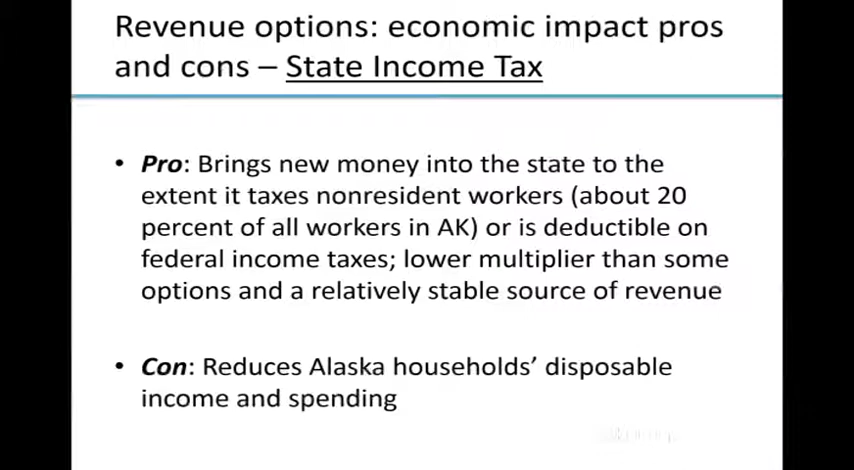 Revenue options: economic impact pros
and cons – State Income Tax
• Pro: Brings new money into the state to the
extent it taxes nonresident workers (about 20
percent of all workers in AK) or is deductible on
federal income taxes; lower multiplier than some
options and a relatively stable source of revenue
• Con: Reduces Alaska households’ disposable
income and spending